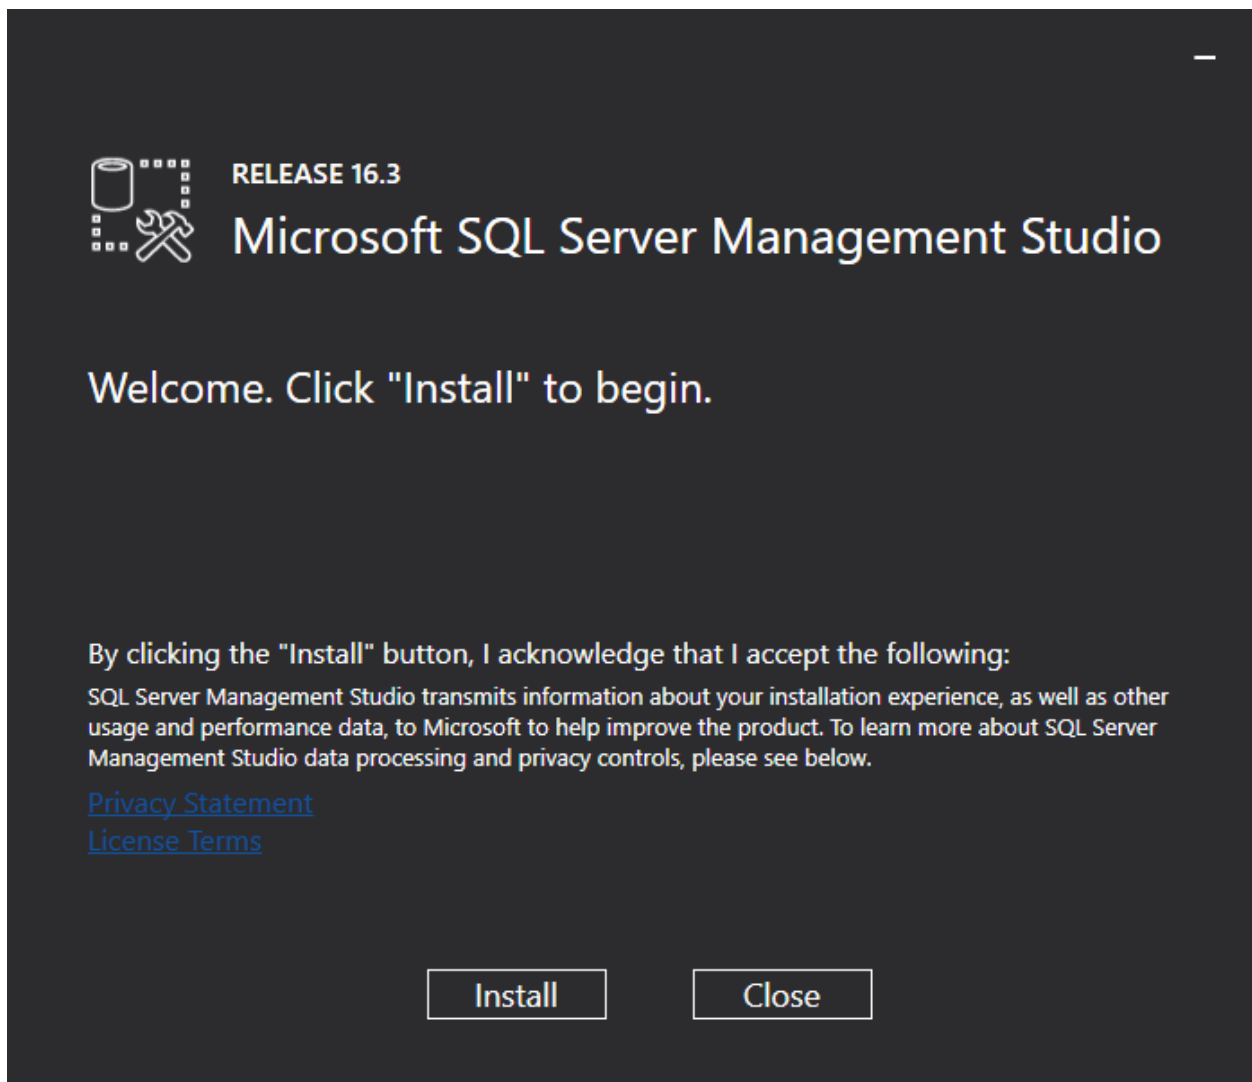 RELEASE 16.3
Microsoft SQL Server Management Studio
Welcome. Click "Install" to begin.
By clicking the "Install" button, I acknowledge that I accept the following:
SQL Server Management Studio transmits information about your installation experience, as well as other
usage and performance data, to Microsoft to help improve the product. To learn more about SQL Server
Management Studio data processing and privacy controls, please see below.
Privacy Statement
License Terms
Install
Close